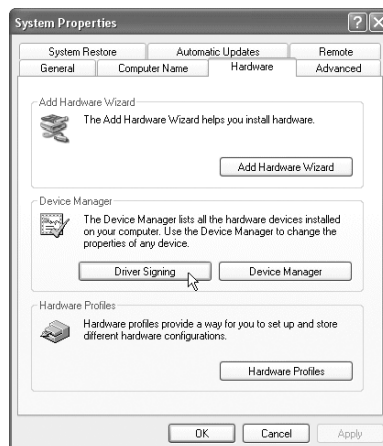 System Properties
System Restore Automatic Updates Remote
General Computer Name Hardware Advanced
Add Hardware Wizard
The Add Hardware Wizard helps you install hardware.
Add Hardware Wizard
Device Manager
The Device Manager lists all the hardware devices installed
on your computer. Use the Device Manager to change the
properties of any device.
Driver Signing Device Manager
Hardware Profiles
Hardware profiles provide a way for you to set up and store
different hardware configurations.
Hardware Profiles
OK Cancel Apply